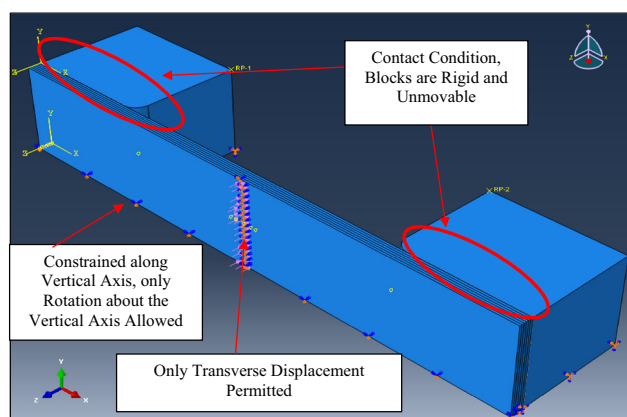 Contact Condition,
Blocks are Rigid and
Unmovable
RP-1
RP-2
Constrained along
Vertical Axis, only
Rotation about the
Vertical Axis Allowed
Only Transverse Displacement
Permitted
Y
Z
X
Y
Z
X
Y
Z
X
Y
Z
X